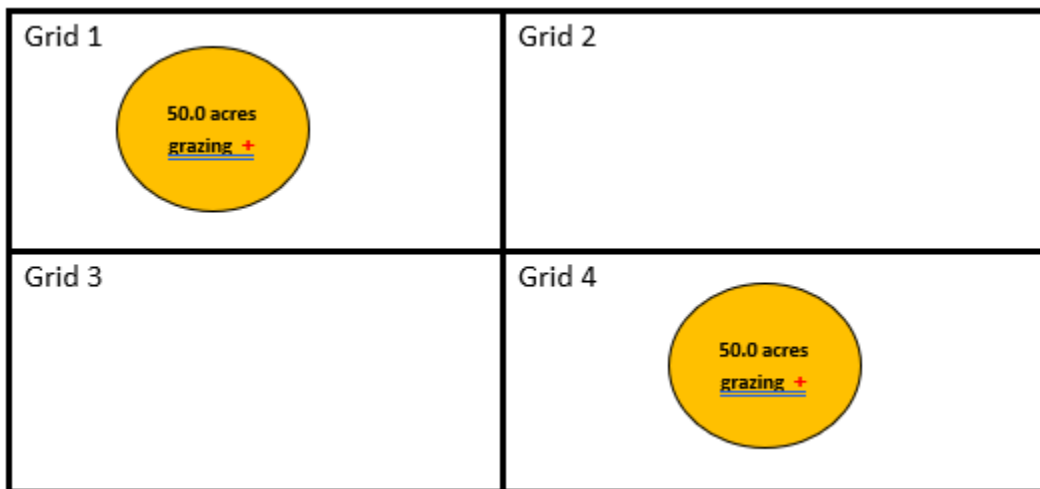 Grid 1
50.0 acres
grazing +
Grid 2
Grid 3
Grid 4
50.0 acres
grazing +